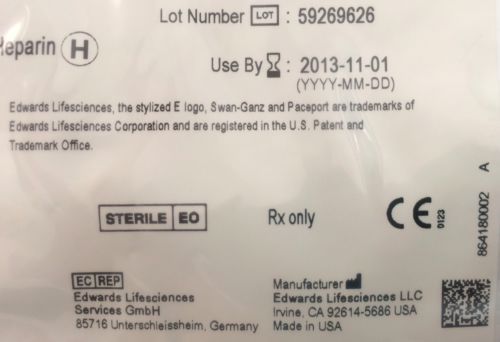 Lot Number LOT : 59269626
Heparin H
Use By : 2013-11-01
(YYYY-MM-DD)
Edwards Lifesciences, the stylized E logo, Swan-Ganz and Paceport are trademarks of
Edwards Lifesciences Corporation and are registered in the U.S. Patent and
Trademark Office.
STERILE EO
Rx only
CE 0123
864180002 A
EC REP
Edwards Lifesciences
Services GmbH
85716 Unterschleissheim, Germany
Manufacturer
Edwards Lifesciences LLC
Irvine, CA 92614-5686 USA
Made in USA